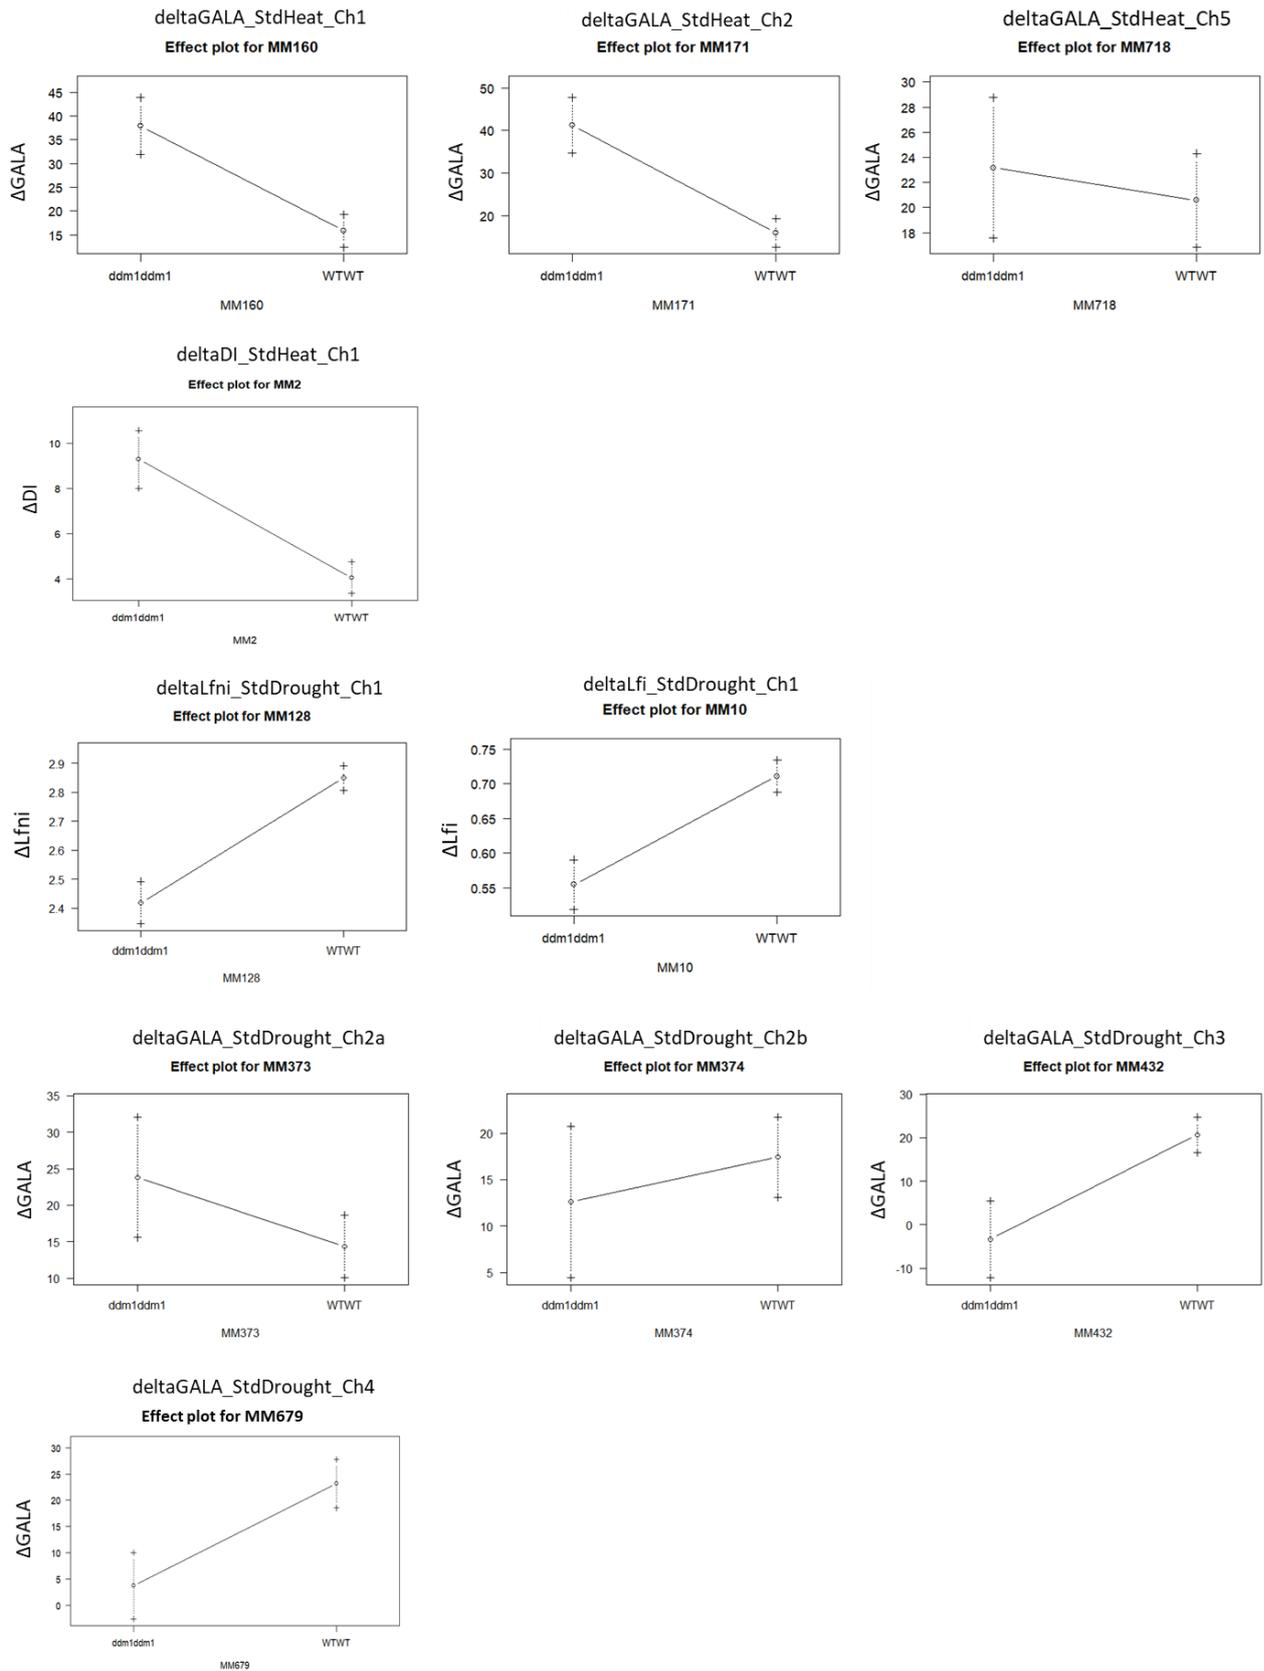 deltaGALA_StdHeat_Ch1
Effect plot for MM160
ΔGALA
45
40
35
30
25
20
15
ddm1ddm1 WTWT
MM160
deltaGALA_StdHeat_Ch2
Effect plot for MM171
ΔGALA
50
40
30
20
ddm1ddm1 WTWT
MM171
deltaGALA_StdHeat_Ch5
Effect plot for MM718
ΔGALA
30
28
26
24
22
20
18
ddm1ddm1 WTWT
MM718
deltaDI_StdHeat_Ch1
Effect plot for MM2
ΔDI
10
8
6
4
ddm1ddm1 WTWT
MM2
deltaLfni_StdDrought_Ch1
Effect plot for MM128
ΔLfni
2.9
2.8
2.7
2.6
2.5
2.4
ddm1ddm1 WTWT
MM128
deltaLfi_StdDrought_Ch1
Effect plot for MM10
ΔLfi
0.75
0.70
0.65
0.60
0.55
ddm1ddm1 WTWT
MM10
deltaGALA_StdDrought_Ch2a
Effect plot for MM373
ΔGALA
35
30
25
20
15
10
ddm1ddm1 WTWT
MM373
deltaGALA_StdDrought_Ch2b
Effect plot for MM374
ΔGALA
20
15
10
5
ddm1ddm1 WTWT
MM374
deltaGALA_StdDrought_Ch3
Effect plot for MM432
ΔGALA
30
20
10
0
-10
ddm1ddm1 WTWT
MM432
deltaGALA_StdDrought_Ch4
Effect plot for MM679
ΔGALA
30
25
20
15
10
5
0
ddm1ddm1 WTWT
MM679